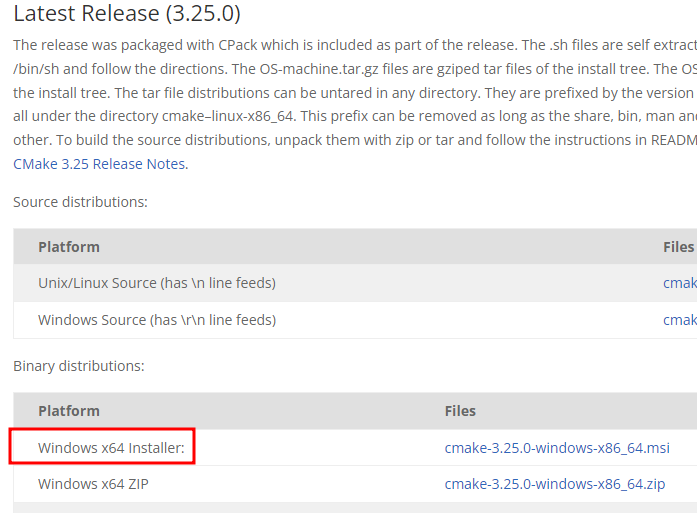 Latest Release (3.25.0)
The release was packaged with CPack which is included as part of the release. The .sh files are self extract
/bin/sh and follow the directions. The OS-machine.tar.gz files are gziped tar files of the install tree. The OS
the install tree. The tar file distributions can be untared in any directory. They are prefixed by the version
all under the directory cmake–linux-x86_64. This prefix can be removed as long as the share, bin, man and
other. To build the source distributions, unpack them with zip or tar and follow the instructions in READM
CMake 3.25 Release Notes.
Source distributions:
Platform Files
Unix/Linux Source (has \n line feeds) cmak
Windows Source (has \r\n line feeds) cmak
Binary distributions:
Platform Files
Windows x64 Installer: cmake-3.25.0-windows-x86_64.msi
Windows x64 ZIP cmake-3.25.0-windows-x86_64.zip